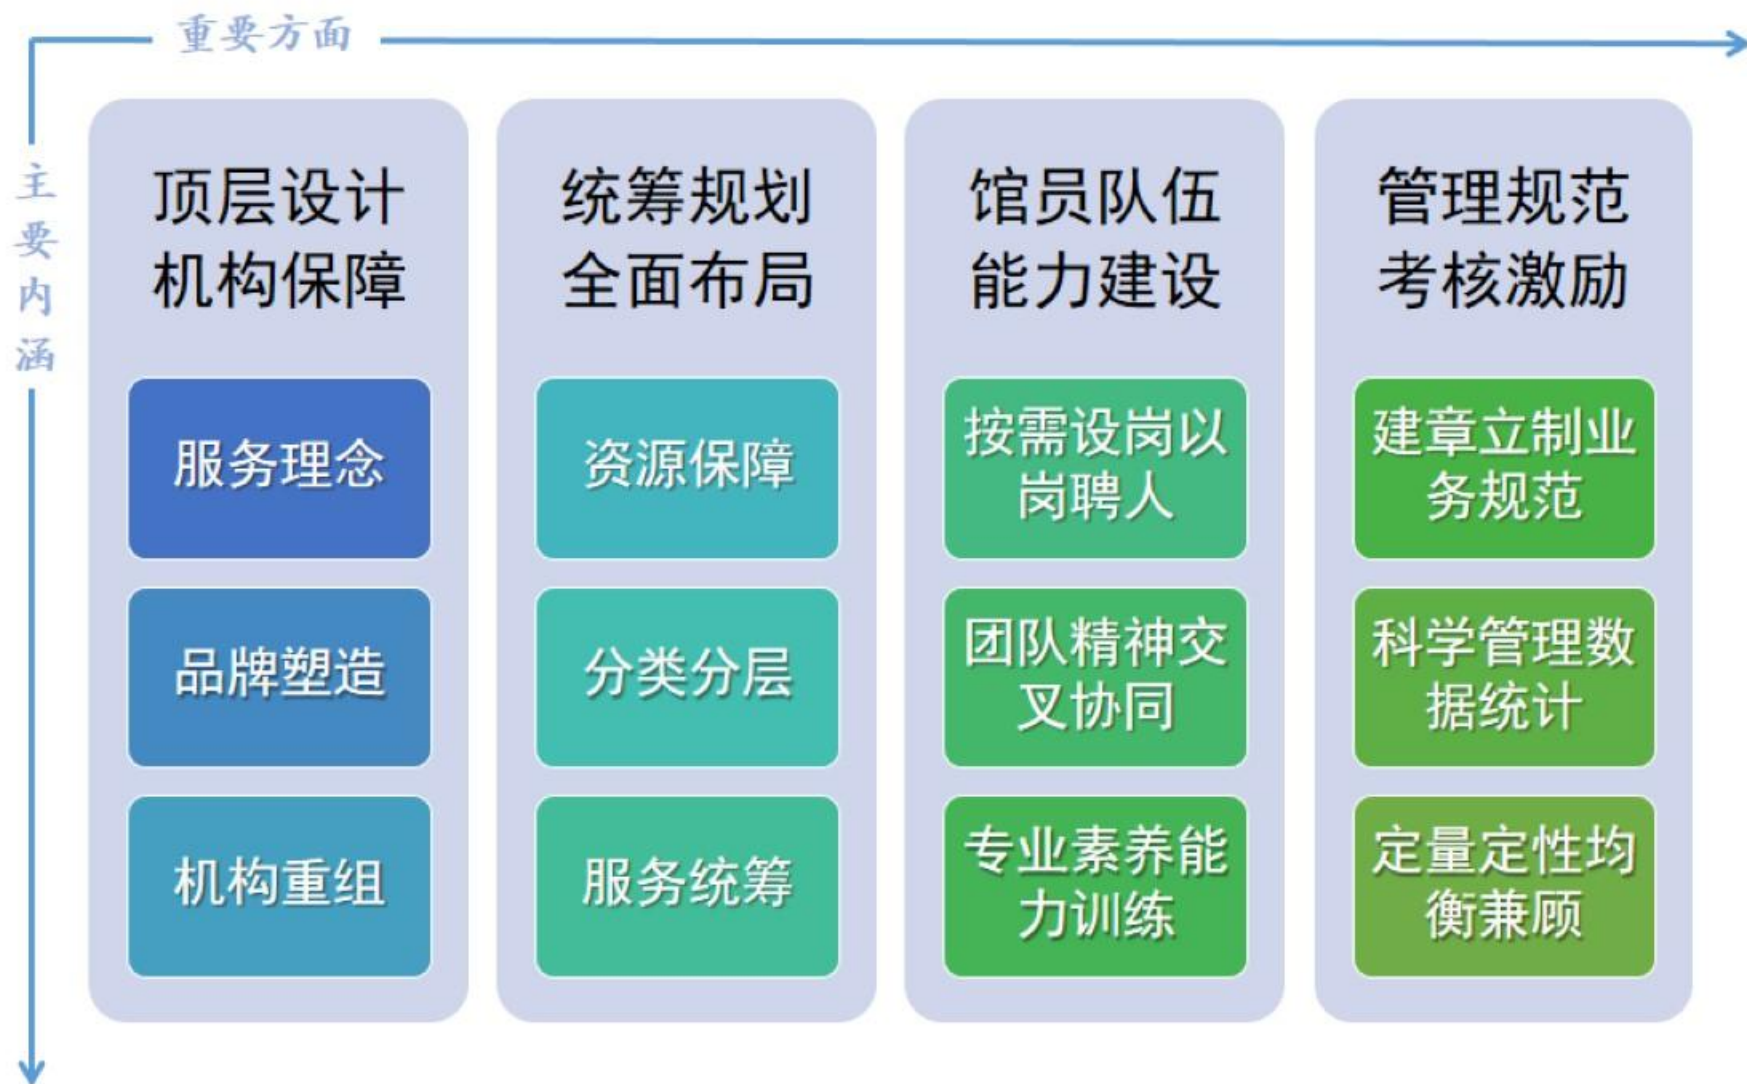 重要方面
主要内涵
顶层设计
机构保障
服务理念
品牌塑造
机构重组
统筹规划
全面布局
资源保障
分类分层
服务统筹
馆员队伍
能力建设
按需设岗以
岗聘人
团队精神交
叉协同
专业素养能
力训练
管理规范
考核激励
建章立制业
务规范
科学管理数
据统计
定量定性均
衡兼顾